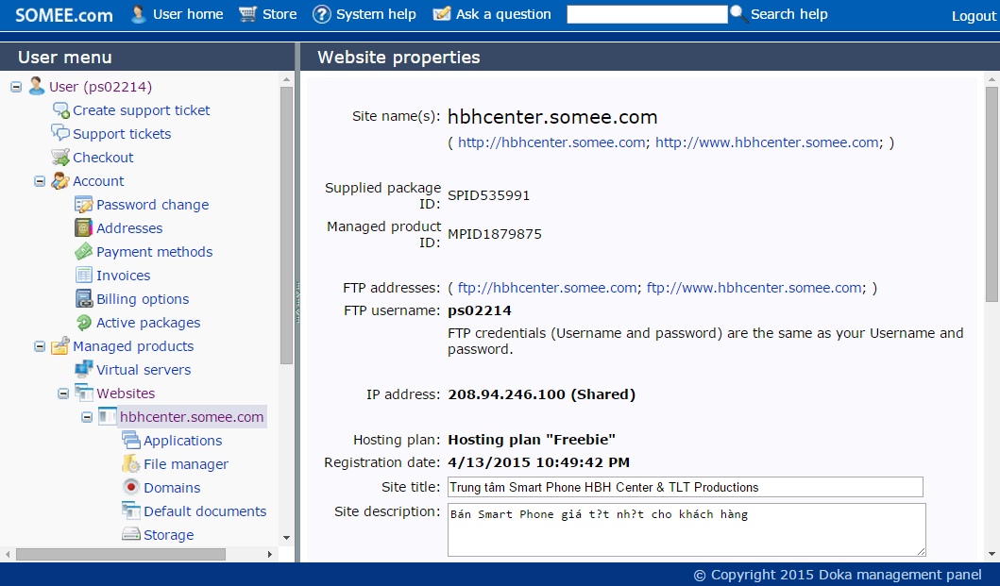 SOMEE.com User home Store System help Ask a question Search help Logout
User menu
User (ps02214)
Create support ticket
Support tickets
Checkout
Account
Password change
Addresses
Payment methods
Invoices
Billing options
Active packages
Managed products
Virtual servers
Websites
hbhcenter.somee.com
Applications
File manager
Domains
Default documents
Storage
Website properties
Site name(s): hbhcenter.somee.com
( http://hbhcenter.somee.com; http://www.hbhcenter.somee.com; )
Supplied package
ID: SPID535991
Managed product
ID: MPID1879875
FTP addresses: ( ftp://hbhcenter.somee.com; ftp://www.hbhcenter.somee.com; )
FTP username: ps02214
FTP credentials (Username and password) are the same as your Username and
password.
IP address: 208.94.246.100 (Shared)
Hosting plan: Hosting plan "Freebie"
Registration date: 4/13/2015 10:49:42 PM
Site title: Trung tâm Smart Phone HBH Center & TLT Productions
Site description: Bán Smart Phone giá t?t nh?t cho khách hàng
© Copyright 2015 Doka management panel